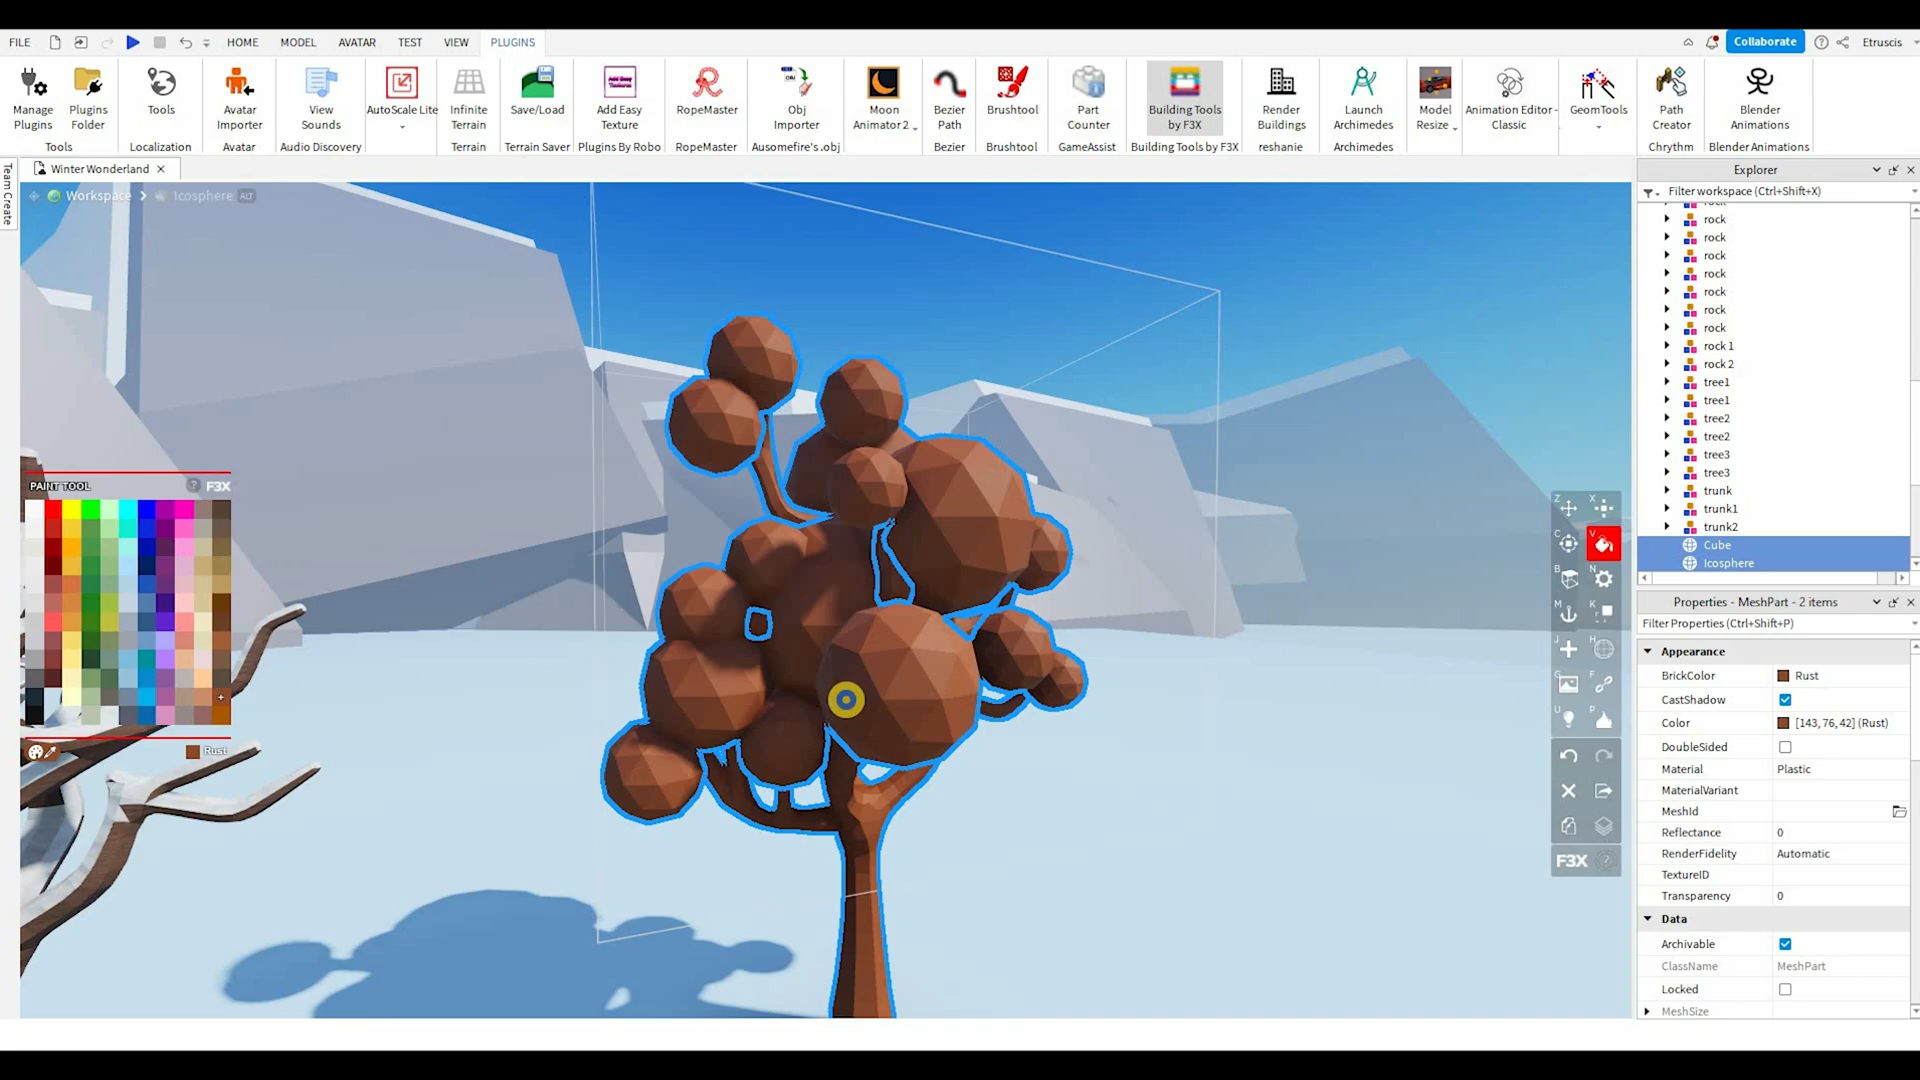 FILE HOME MODEL AVATAR TEST VIEW PLUGINS Collaborate Etruscis
Manage Plugins
Plugins Folder
Tools
Avatar Importer
View Sounds
AutoScale Lite
Infinite Terrain
Save/Load
Add Easy Texture
RopeMaster
Obj Importer
Moon Animator 2
Bezier Path
Brushtool
Part Counter
Building Tools by F3X
Render Buildings
Launch Archimedes
Model Resize
Animation Editor - Classic
GeomTools
Path Creator
Blender Animations
Tools Localization Avatar Audio Discovery Terrain Terrain Saver Plugins By Robo RopeMaster Ausomefire's.obj Bezier Brushtool GameAssist Building Tools by F3X reshanie Archimedes Chrythm Blender Animations
Team Create
Winter Wonderland
Workspace Icosphere ALT
PAINT TOOL ? F3X
Rust
Z X
C V
B N
M K
J H
G F
U P
F3X ?
Explorer
Filter workspace (Ctrl+Shift+X)
rock
rock
rock
rock
rock
rock
rock
rock
rock 1
rock 2
tree1
tree1
tree2
tree2
tree3
tree3
trunk
trunk1
trunk2
Cube
Icosphere
Properties - MeshPart - 2 items
Filter Properties (Ctrl+Shift+P)
Appearance
BrickColor Rust
CastShadow
Color [143, 76, 42] (Rust)
DoubleSided
Material Plastic
MaterialVariant
MeshId
Reflectance 0
RenderFidelity Automatic
TextureID
Transparency 0
Data
Archivable
ClassName MeshPart
Locked
MeshSize